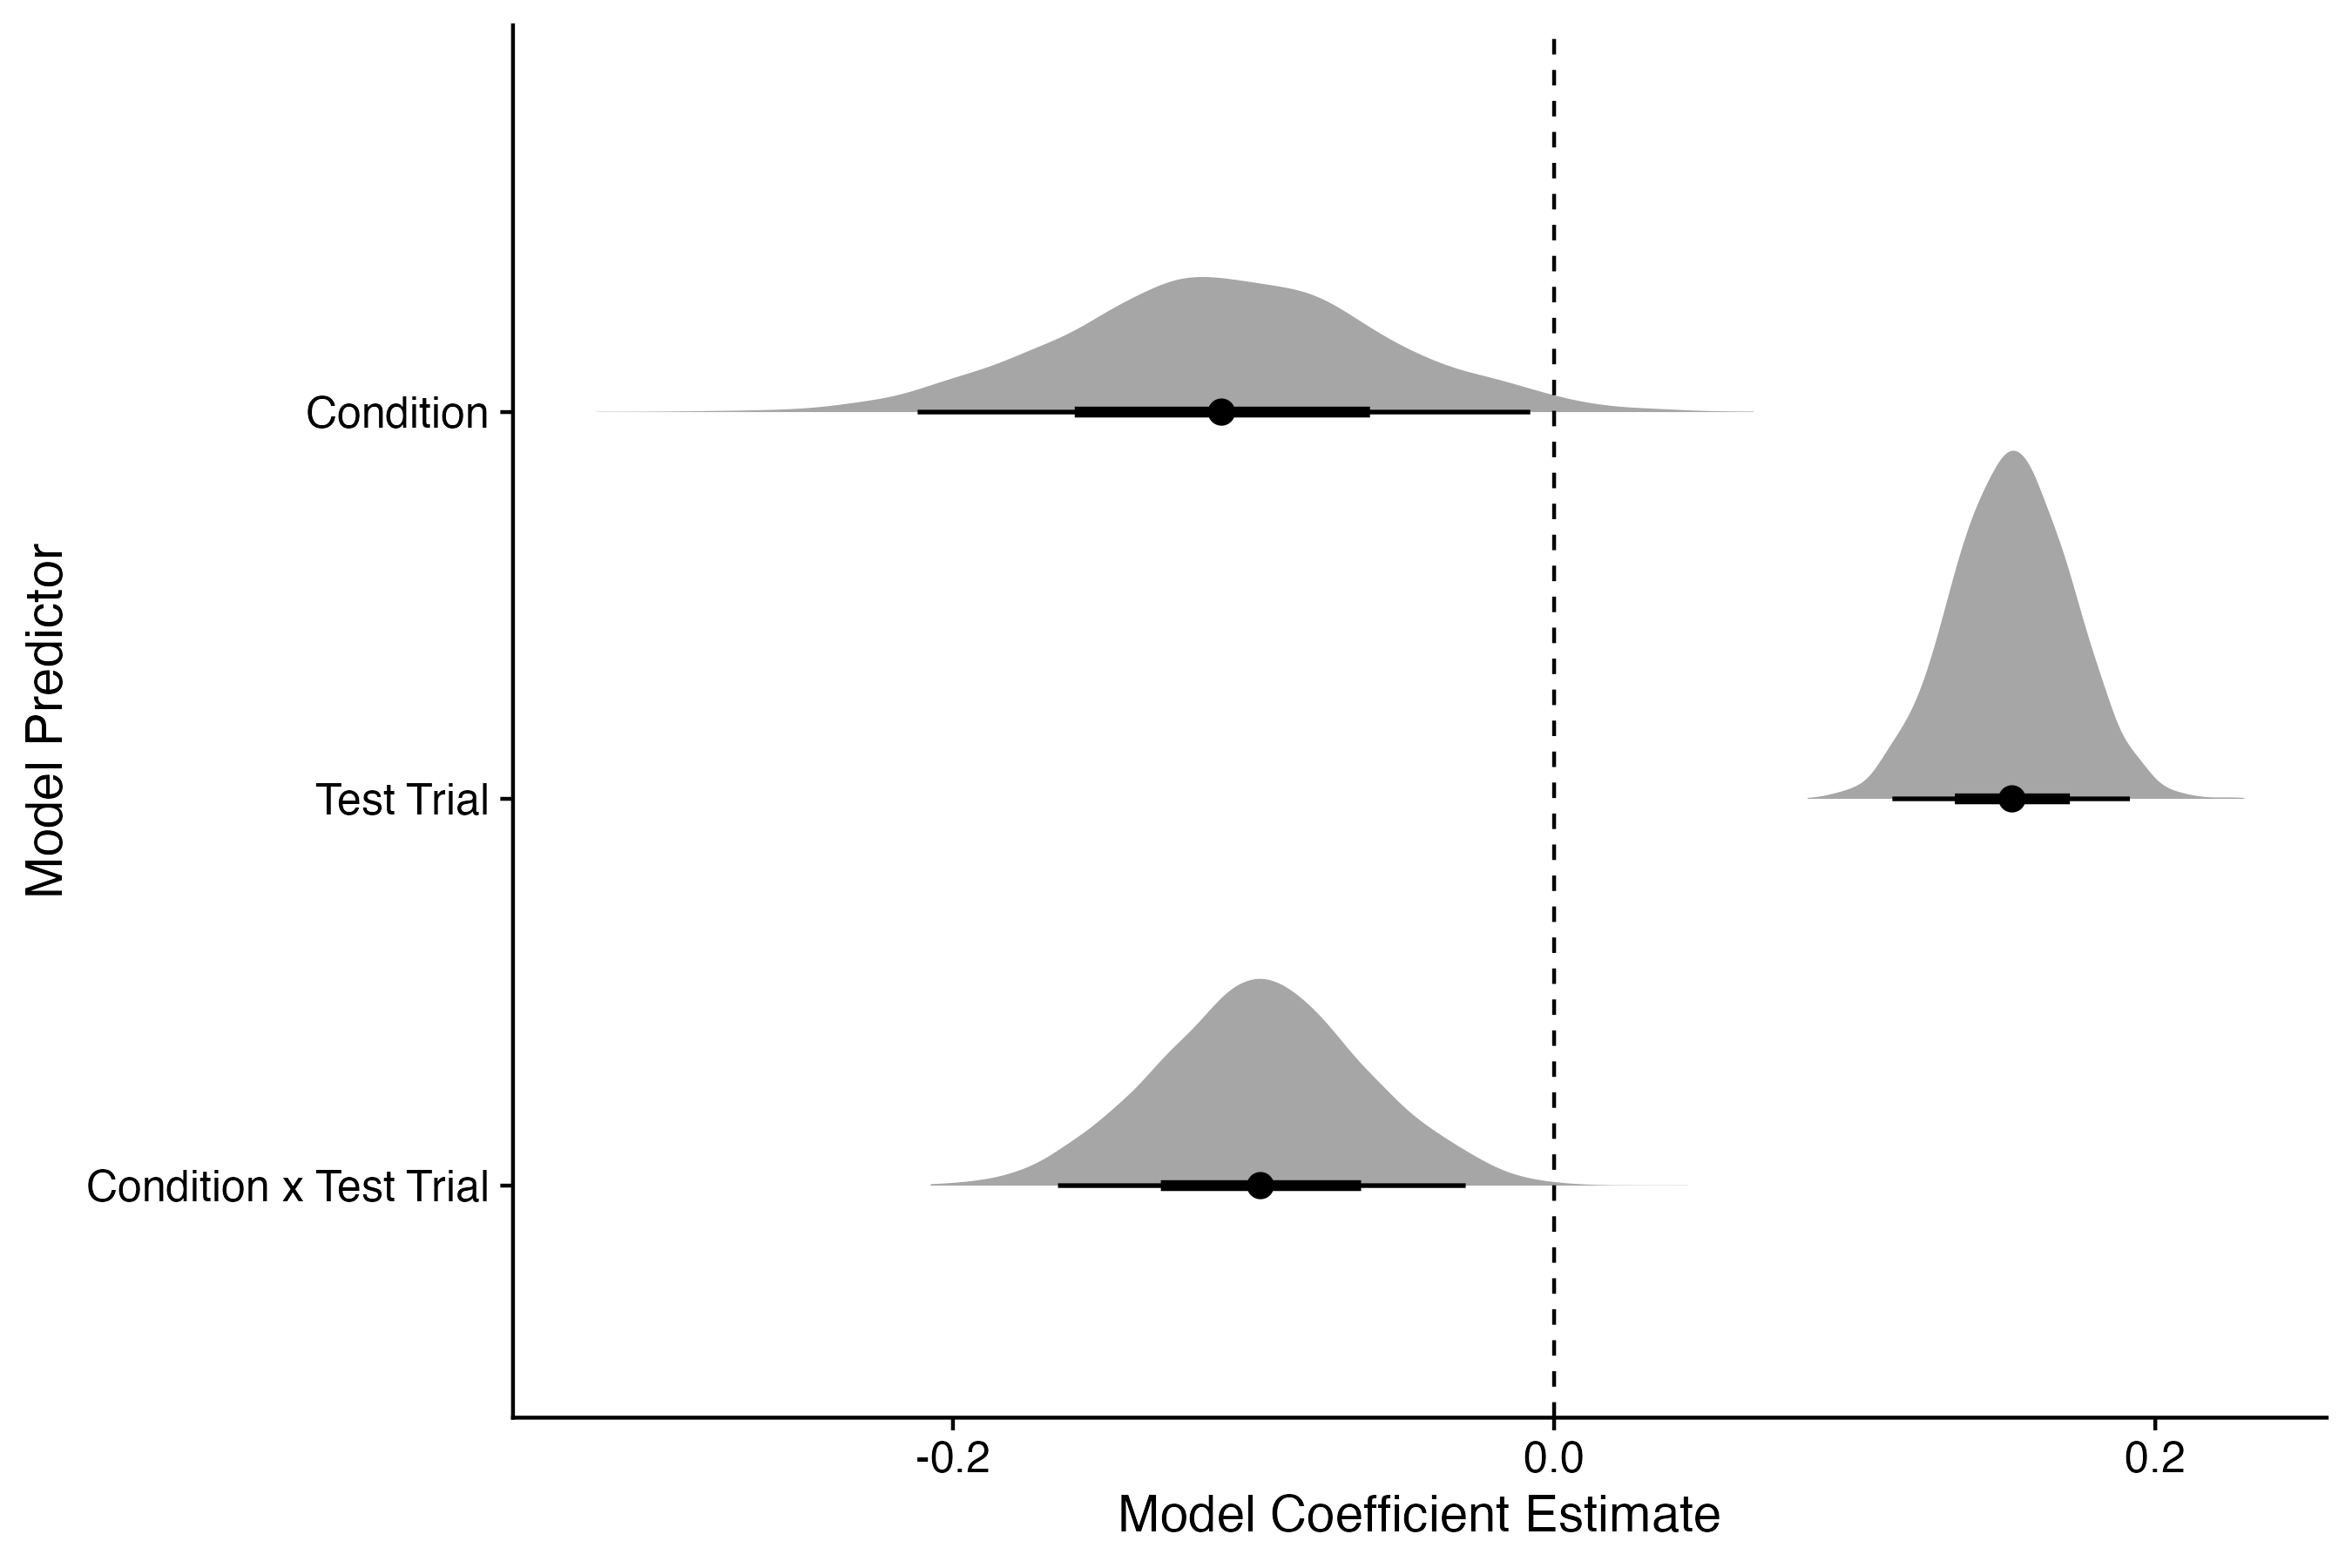 Model Predictor
Condition
Test Trial
Condition x Test Trial
-0.2
0.0
0.2
Model Coefficient Estimate